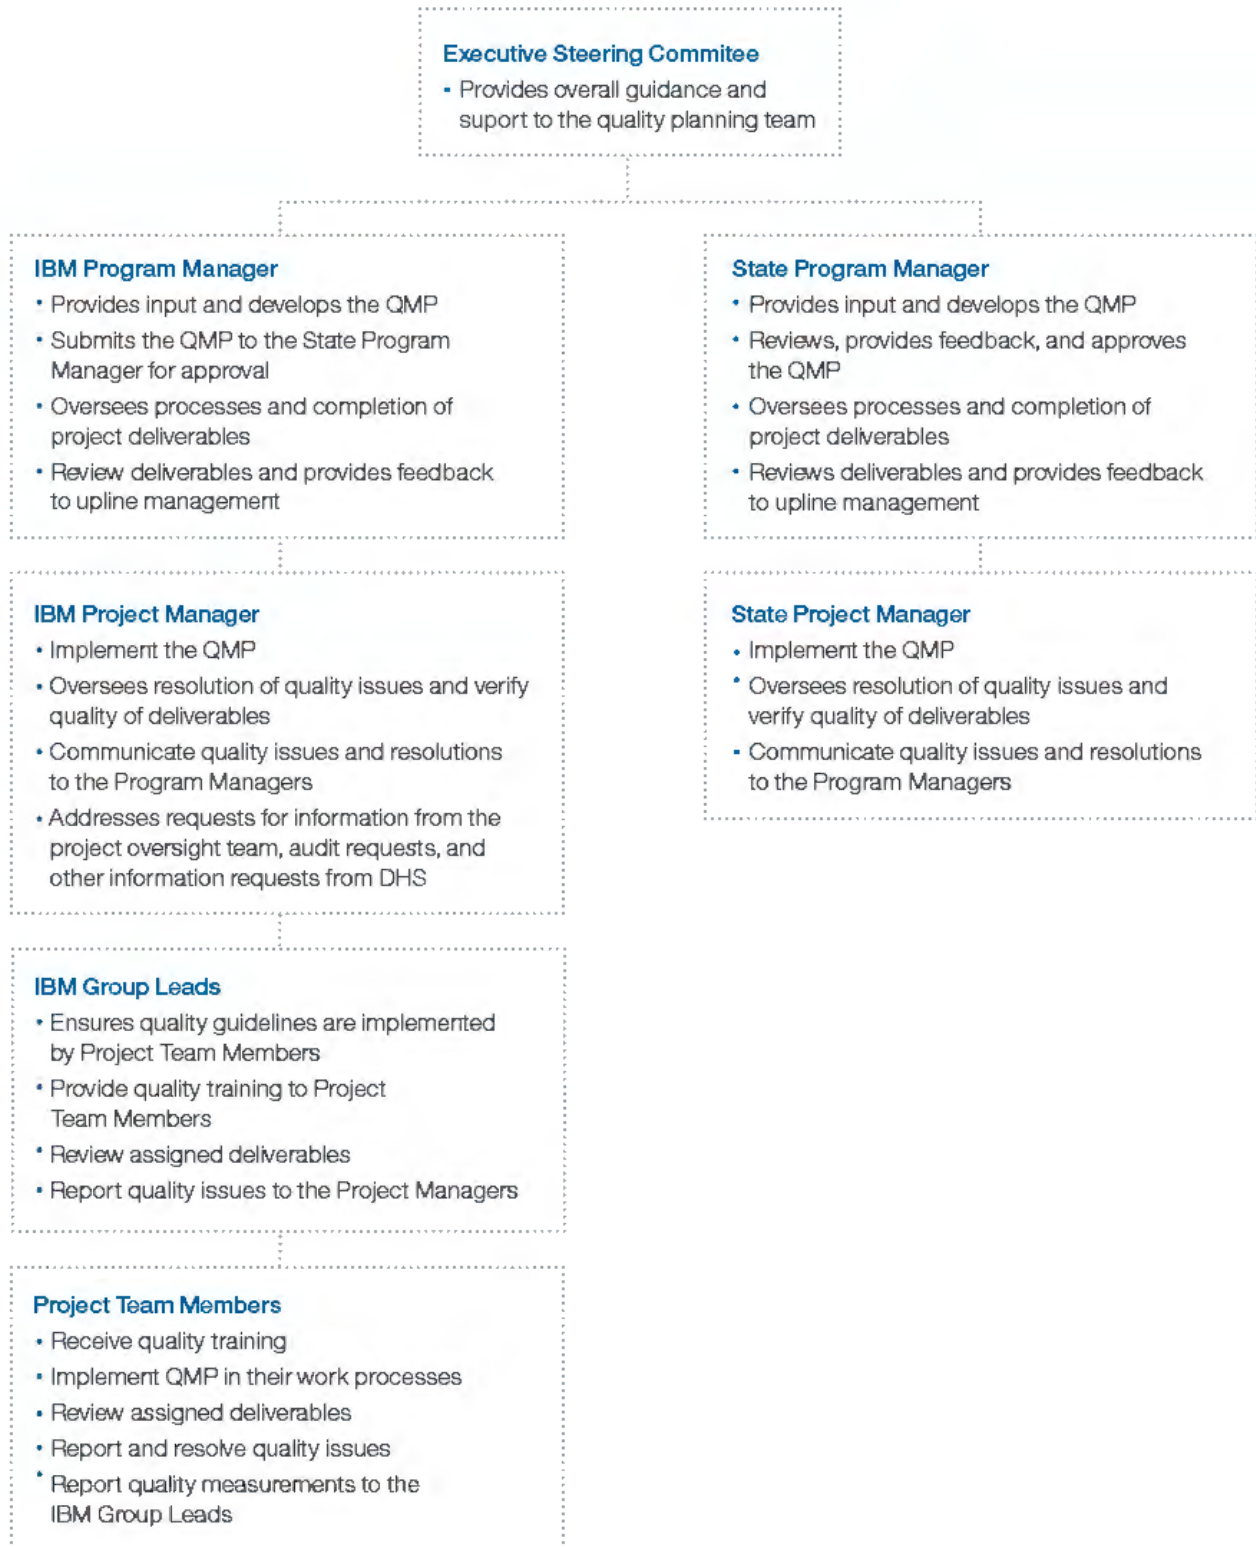 Executive Steering Commitee
- Provides overall guidance and
suport to the quality planning team
IBM Program Manager
• Provides input and develops the QMP
• Submits the QMP to the State Program
Manager for approval
• Oversees processes and completion of
project deliverables
• Review deliverables and provides feedback
to upline management
State Program Manager
• Provides input and develops the QMP
• Reviews, provides feedback, and approves
the QMP
• Oversees processes and completion of
project deliverables
• Reviews deliverables and provides feedback
to upline management
IBM Project Manager
• Implement the QMP
• Oversees resolution of quality issues and verify
quality of deliverables
• Communicate quality issues and resolutions
to the Program Managers
• Addresses requests for information from the
project oversight team, audit requests, and
other information requests from DHS
State Project Manager
• Implement the QMP
• Oversees resolution of quality issues and
verify quality of deliverables
- Communicate quality issues and resolutions
to the Program Managers
IBM Group Leads
• Ensures quality guidelines are implemented
by Project Team Members
• Provide quality training to Project
Team Members
• Review assigned deliverables
• Report quality issues to the Project Managers
Project Team Members
• Receive quality training
• Implement QMP in their work processes
• Review assigned deliverables
• Report and resolve quality issues
• Report quality measurements to the
IBM Group Leads